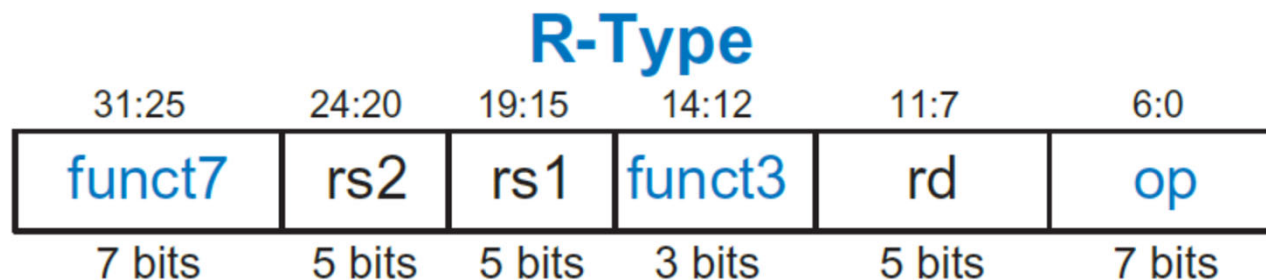 R-Type
31:25 24:20 19:15 14:12 11:7 6:0
funct7 rs2 rs1 funct3 rd op
7 bits 5 bits 5 bits 3 bits 5 bits 7 bits